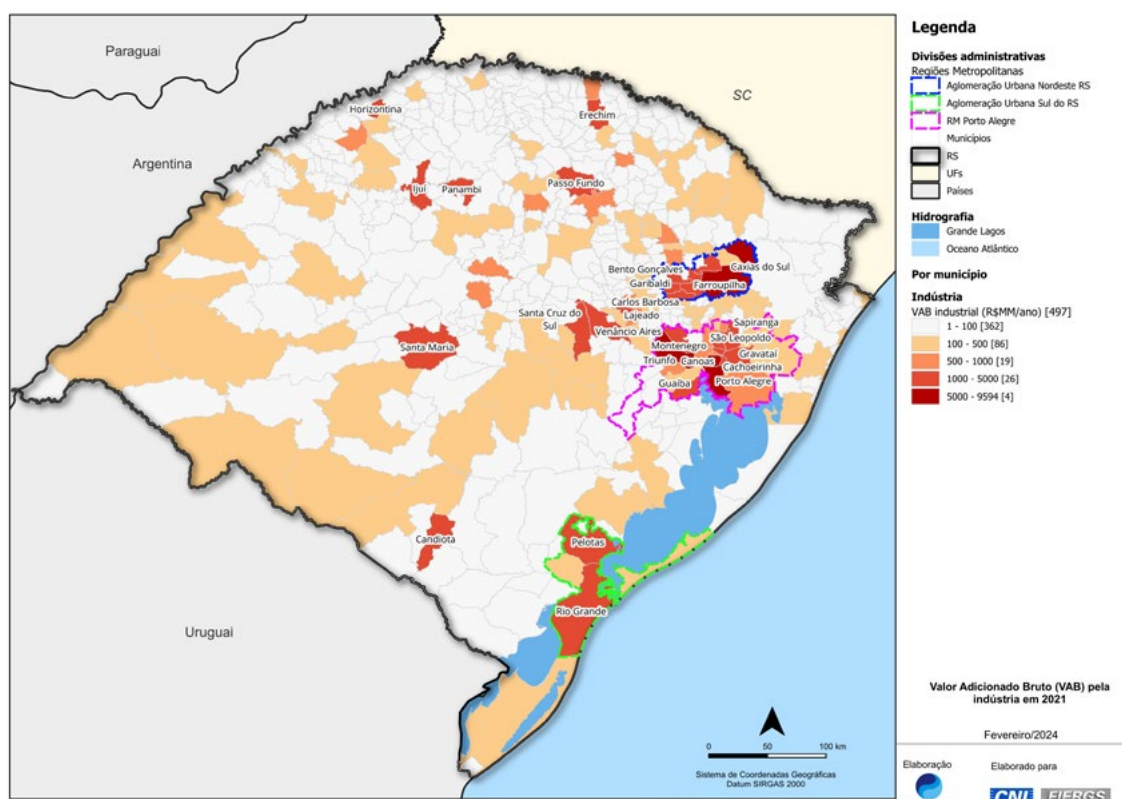 Paraguai
SC
Argentina
Uruguai
Horizontina
Erechim
Ijuí
Panambi
Passo Fundo
Bento Gonçalves
Caxias do Sul
Garibaldi
Farroupilha
Carlos Barbosa
Santa Cruz do
Sul
Lajeado
Venâncio Aires
Sapiranga
São Leopoldo
Montenegro
Gravataí
Triunfo
Canoas
Cachoeirinha
Santa Maria
Guaíba
Porto Alegre
Candiota
Pelotas
Rio Grande
0 50 100 km
Sistema de Coordenadas Geográficas
Datum SIRGAS 2000
Legenda
Divisões administrativas
Regiões Metropolitanas
Aglomeração Urbana Nordeste RS
Aglomeração Urbana Sul do RS
RM Porto Alegre
Municípios
RS
UFs
Países
Hidrografia
Grande Lagos
Oceano Atlântico
Por município
Indústria
VAB industrial (R$MM/ano) [497]
1 - 100 [362]
100 - 500 [86]
500 - 1000 [19]
1000 - 5000 [26]
5000 - 9594 [4]
Valor Adicionado Bruto (VAB) pela
indústria em 2021
Fevereiro/2024
Elaboração
Elaborado para
CNI FIERGS